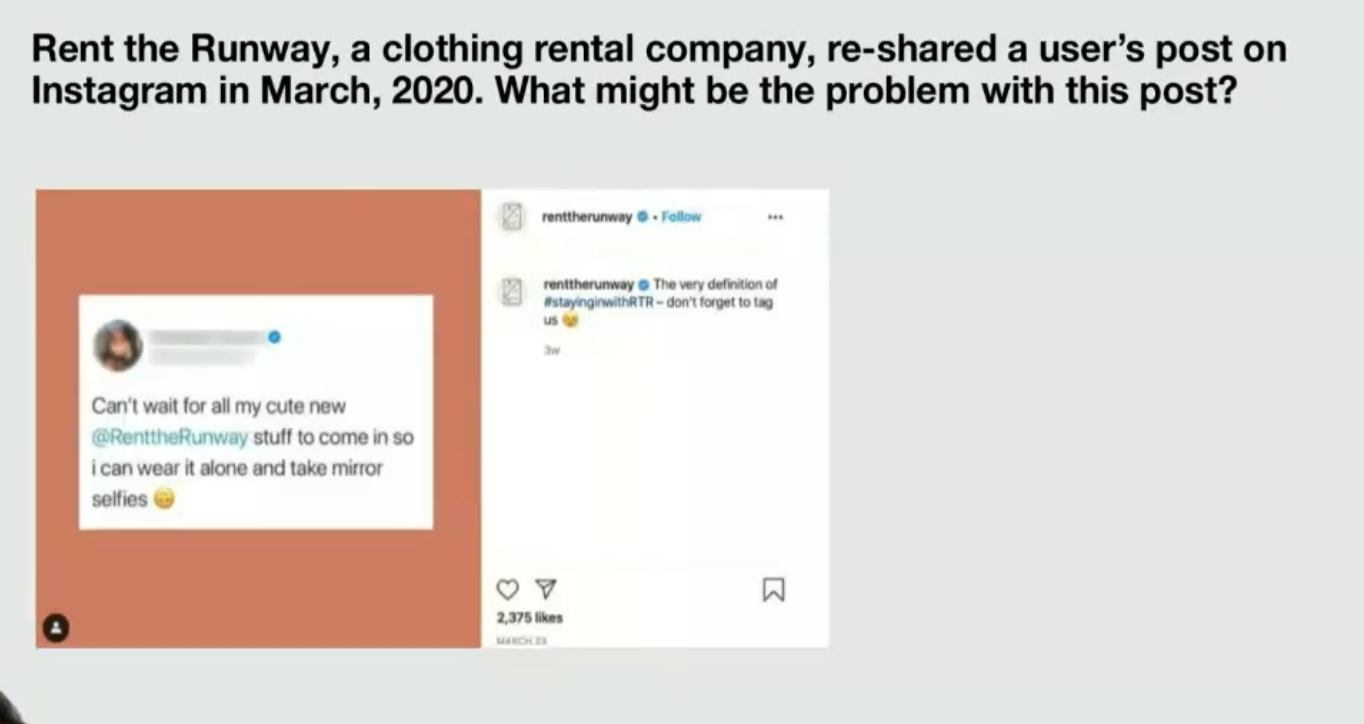 Rent the Runway, a clothing rental company, re-shared a user's post on
Instagram in March, 2020. What might be the problem with this post?
renttherunway • Follow
renttherunway The very definition of
#stayinginwithRTR – don't forget to tag
us 😉
3w
Can't wait for all my cute new
@RenttheRunway stuff to come in so
i can wear it alone and take mirror
selfies 🙃
2,375 likes
MARCH 23